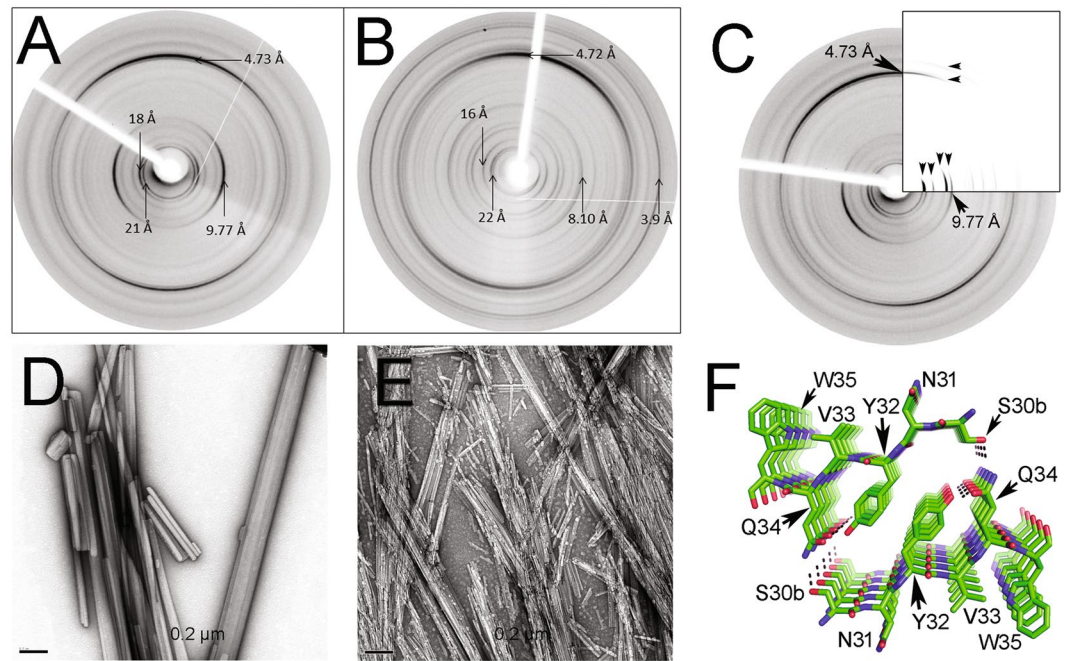 A
4.73 Å
18 Å
21 Å
9.77 Å
B
4.72 Å
16 Å
22 Å
8.10 Å
3.9 Å
C
4.73 Å
9.77 Å
D
0.2 µm
E
0.2 µm
F
W35
V33
Y32
N31
S30b
Q34
Q34
S30b
N31
Y32
V33
W35